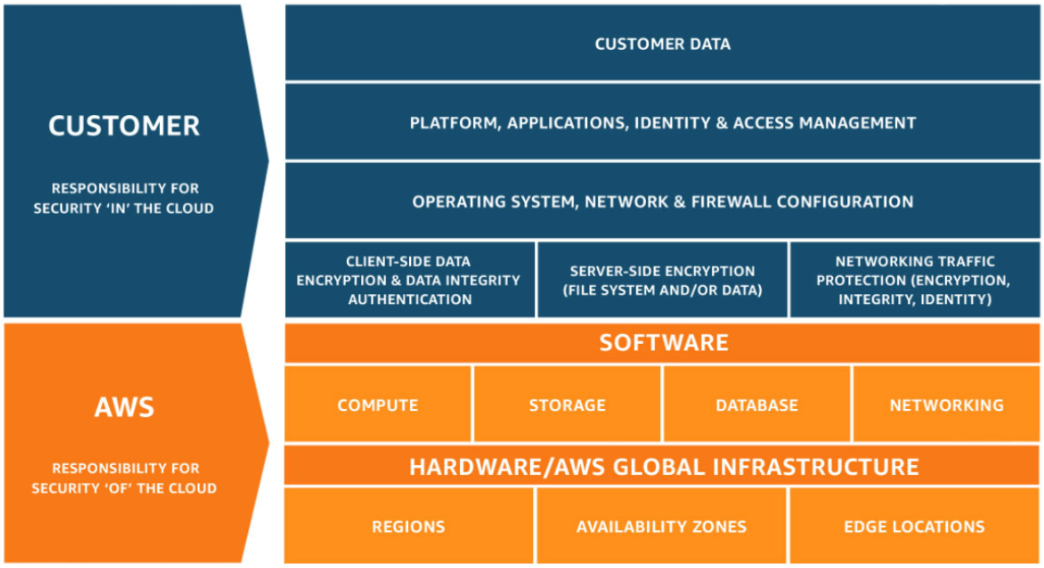 CUSTOMER
RESPONSIBILITY FOR
SECURITY ‘IN’ THE CLOUD
CUSTOMER DATA
PLATFORM, APPLICATIONS, IDENTITY & ACCESS MANAGEMENT
OPERATING SYSTEM, NETWORK & FIREWALL CONFIGURATION
CLIENT-SIDE DATA
ENCRYPTION & DATA INTEGRITY
AUTHENTICATION
SERVER-SIDE ENCRYPTION
(FILE SYSTEM AND/OR DATA)
NETWORKING TRAFFIC
PROTECTION (ENCRYPTION,
INTEGRITY, IDENTITY)
AWS
RESPONSIBILITY FOR
SECURITY ‘OF’ THE CLOUD
SOFTWARE
COMPUTE
STORAGE
DATABASE
NETWORKING
HARDWARE/AWS GLOBAL INFRASTRUCTURE
REGIONS
AVAILABILITY ZONES
EDGE LOCATIONS